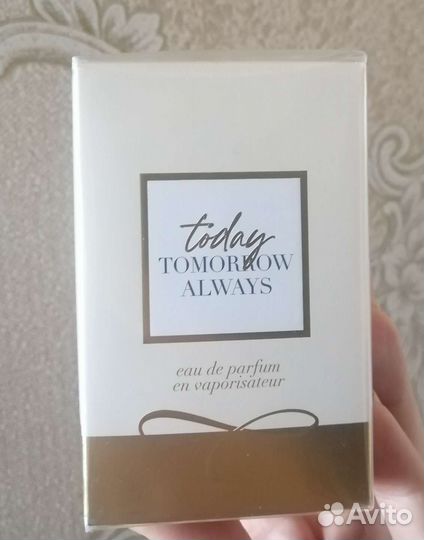 today
TOMORROW
ALWAYS
eau de parfum
en vaporisateur
Avito